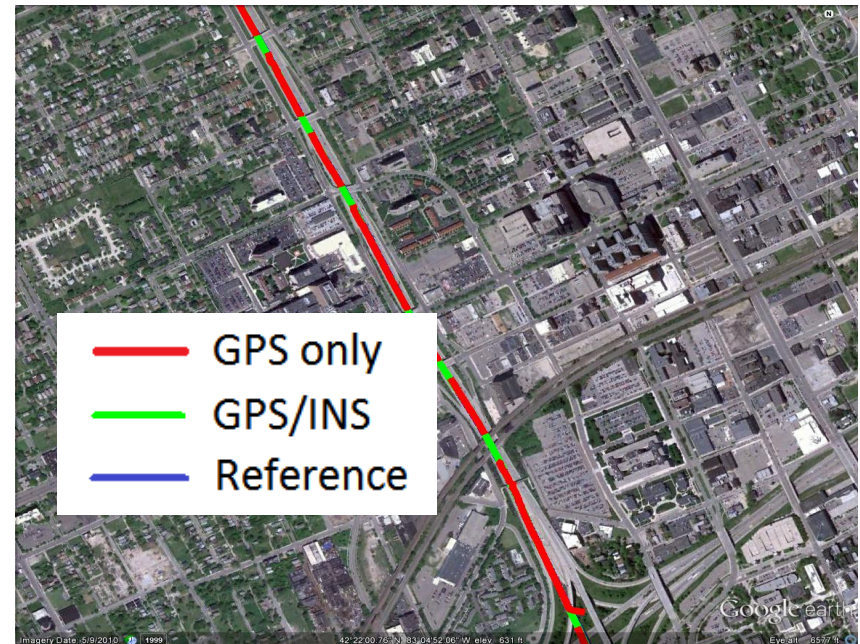 N
GPS only
GPS/INS
Reference
Google earth
Imagery Date: 5/9/2010 1999 42°22'00.76" N 83°04'52.06" W elev 631 ft Eye alt 6577 ft